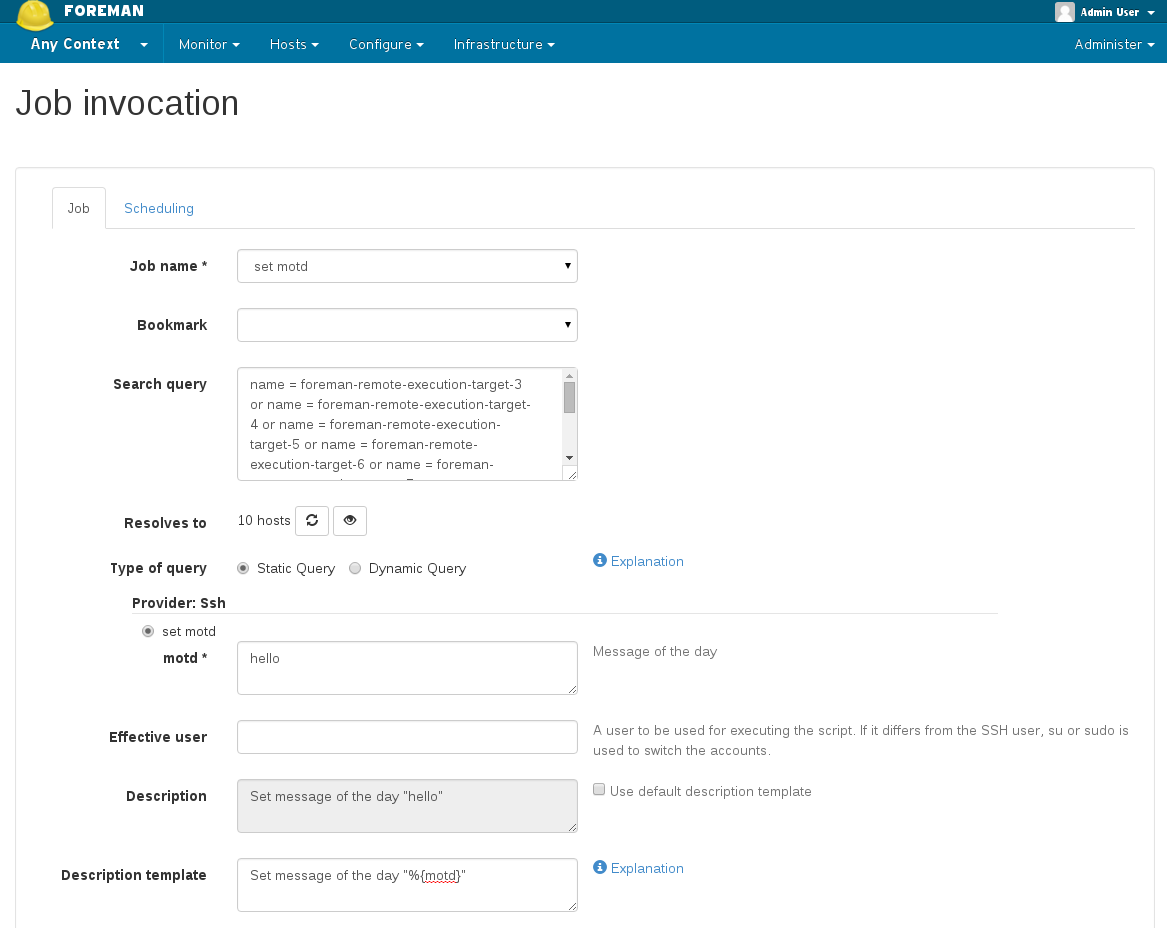 FOREMAN
Admin User
Any Context
Monitor
Hosts
Configure
Infrastructure
Administer
Job invocation
Job
Scheduling
Job name *
set motd
Bookmark
Search query
name = foreman-remote-execution-target-3
or name = foreman-remote-execution-target-
4 or name = foreman-remote-execution-
target-5 or name = foreman-remote-
execution-target-6 or name = foreman-
Resolves to
10 hosts
Type of query
Static Query
Dynamic Query
Explanation
Provider: Ssh
set motd
motd *
hello
Message of the day
Effective user
A user to be used for executing the script. If it differs from the SSH user, su or sudo is
used to switch the accounts.
Description
Set message of the day "hello"
Use default description template
Description template
Set message of the day "%{motd}"
Explanation